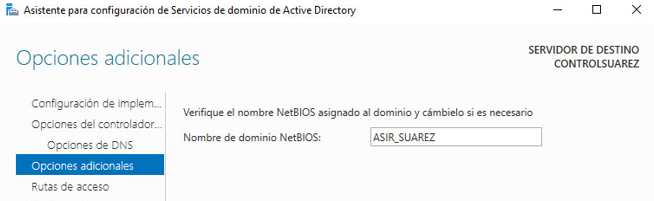 Asistente para configuración de Servicios de dominio de Active Directory
Opciones adicionales
SERVIDOR DE DESTINO
CONTROLSUAREZ
Configuración de implem...
Opciones del controlador...
Opciones de DNS
Opciones adicionales
Rutas de acceso
Verifique el nombre NetBIOS asignado al dominio y cámbielo si es necesario
Nombre de dominio NetBIOS: ASIR_SUAREZ